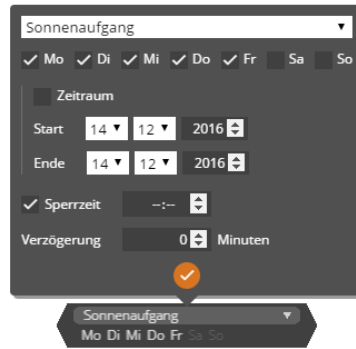 Sonnenaufgang
Mo Di Mi Do Fr Sa So
Zeitraum
Start 14 12 2016
Ende 14 12 2016
Sperrzeit --:--
Verzögerung 0 Minuten
Sonnenaufgang
Mo Di Mi Do Fr Sa So